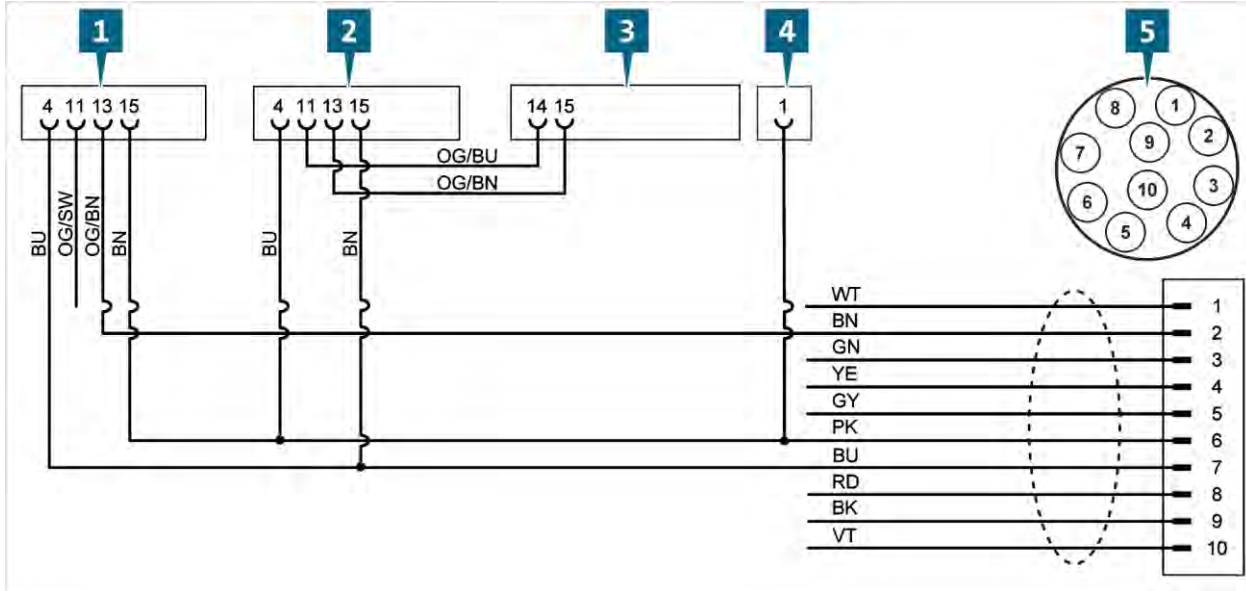 1 2 3 4 5
4 11 13 15 4 11 13 15 14 15 1
8 1
7 9 2
10 3
6
5 4
OG/BU
OG/BN
BU OG/SW OG/BN BN BU BN
WT 1
BN 2
GN 3
YE 4
GY 5
PK 6
BU 7
RD 8
BK 9
VT 10